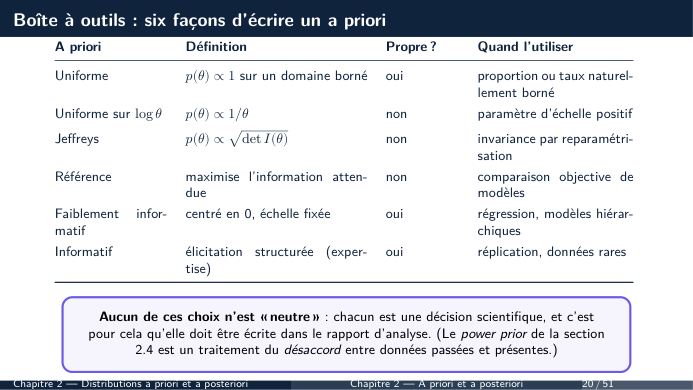 Boîte à outils : six façons d'écrire un a priori
A priori Définition Propre ? Quand l'utiliser
Uniforme p(θ) ∝ 1 sur un domaine borné oui proportion ou taux naturel-
lement borné
Uniforme sur log θ p(θ) ∝ 1/θ non paramètre d'échelle positif
Jeffreys p(θ) ∝ √det I(θ) non invariance par reparamétri-
sation
Référence maximise l'information atten- non comparaison objective de
due modèles
Faiblement infor- centré en 0, échelle fixée oui régression, modèles hiérar-
matif chiques
Informatif élicitation structurée (exper- oui réplication, données rares
tise)
Aucun de ces choix n'est « neutre » : chacun est une décision scientifique, et c'est
pour cela qu'elle doit être écrite dans le rapport d'analyse. (Le power prior de la section
2.4 est un traitement du désaccord entre données passées et présentes.)
Chapitre 2 — Distributions a priori et a posteriori Chapitre 2 — A priori et a posteriori 20 / 51